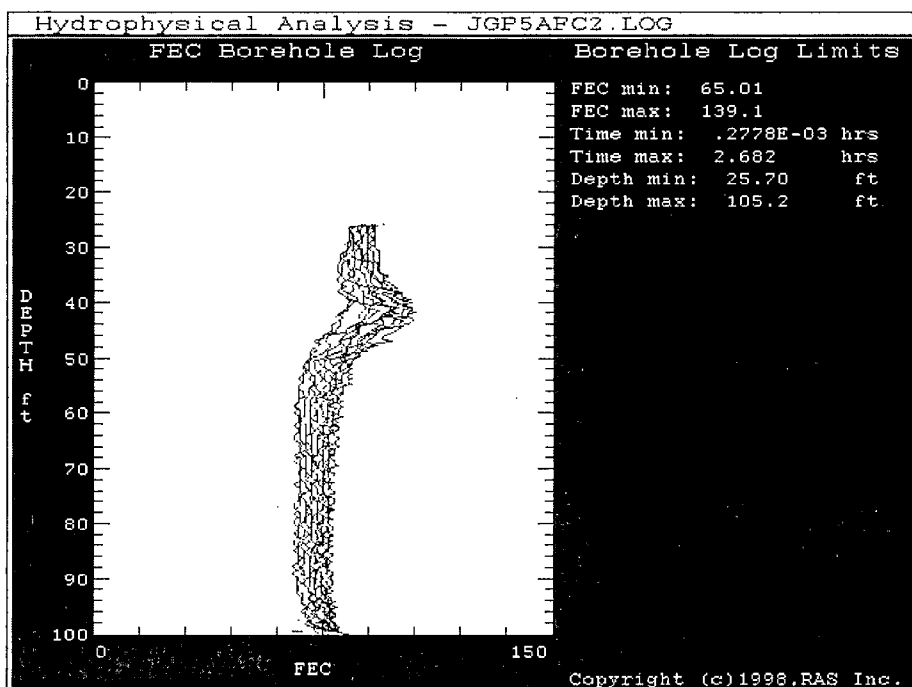 Hydrophysical Analysis - JGP5AFC2.LOG
FEC Borehole Log
Borehole Log Limits
FEC min: 65.01
FEC max: 139.1
Time min: .2778E-03 hrs
Time max: 2.682 hrs
Depth min: 25.70 ft
Depth max: 105.2 ft
0
10
20
30
40
50
60
70
80
90
100
DEPTH ft
0
150
FEC
Copyright (c)1998.RAS Inc.